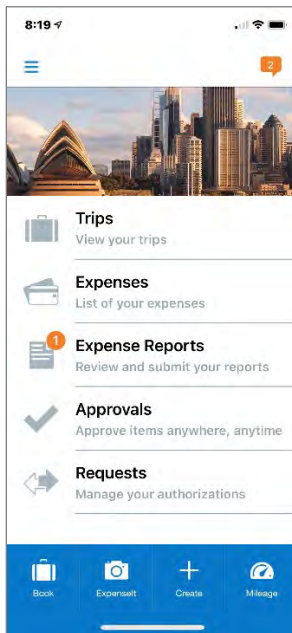 8:19
2
Trips
View your trips
Expenses
List of your expenses
1
Expense Reports
Review and submit your reports
Approvals
Approve items anywhere, anytime
Requests
Manage your authorizations
Book
ExpenseIt
Create
Mileage